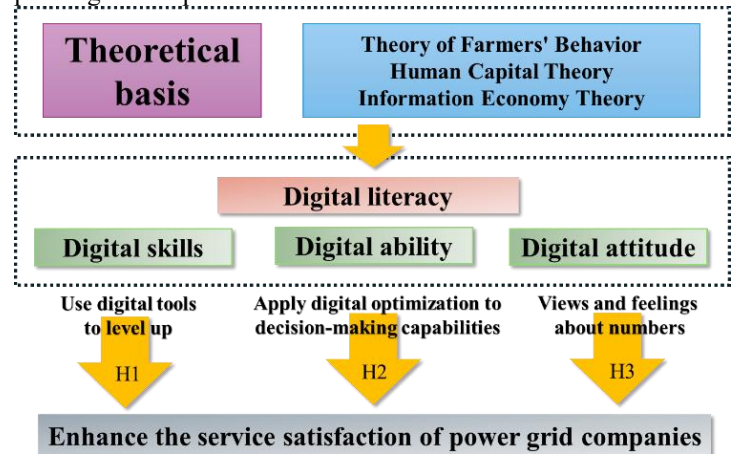 Theoretical
basis
Theory of Farmers' Behavior
Human Capital Theory
Information Economy Theory
Digital literacy
Digital skills
Digital ability
Digital attitude
Use digital tools
to level up
Apply digital optimization to
decision-making capabilities
Views and feelings
about numbers
H1
H2
H3
Enhance the service satisfaction of power grid companies